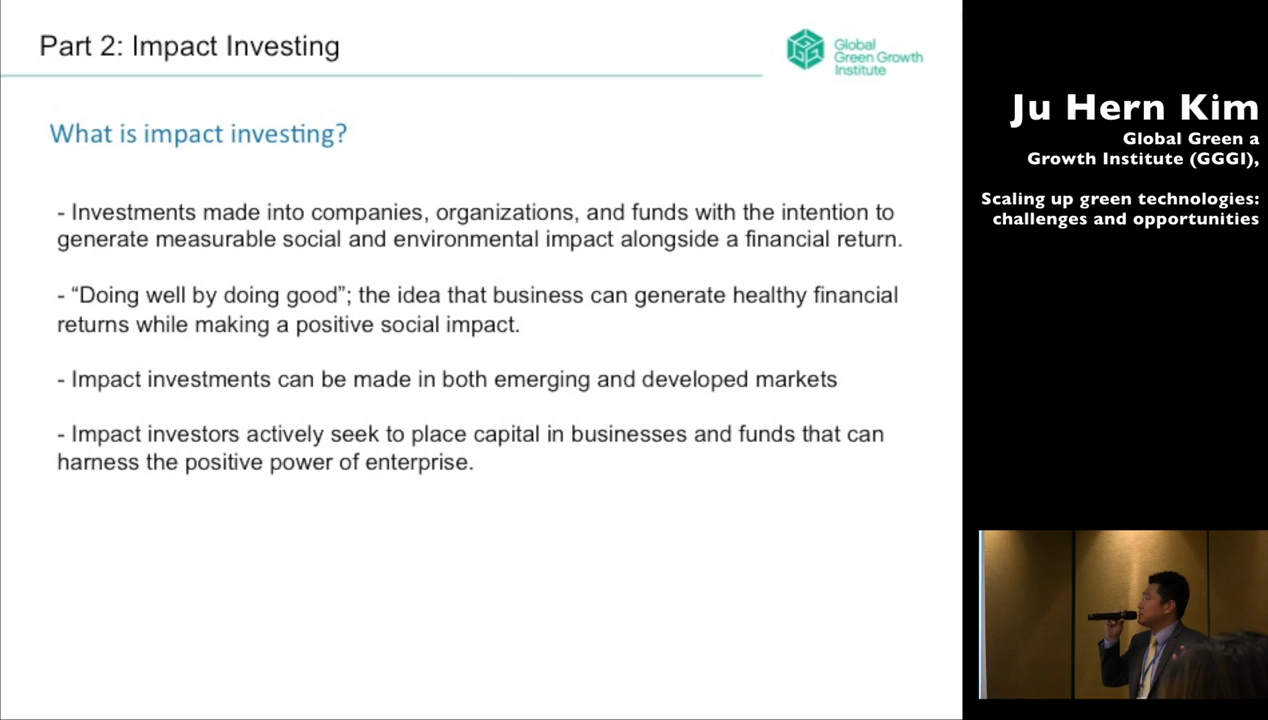 Part 2: Impact Investing
Global
Green Growth
Institute
What is impact investing?
- Investments made into companies, organizations, and funds with the intention to
generate measurable social and environmental impact alongside a financial return.
- “Doing well by doing good”; the idea that business can generate healthy financial
returns while making a positive social impact.
- Impact investments can be made in both emerging and developed markets
- Impact investors actively seek to place capital in businesses and funds that can
harness the positive power of enterprise.
Ju Hern Kim
Global Green a
Growth Institute (GGGI),
Scaling up green technologies:
challenges and opportunities